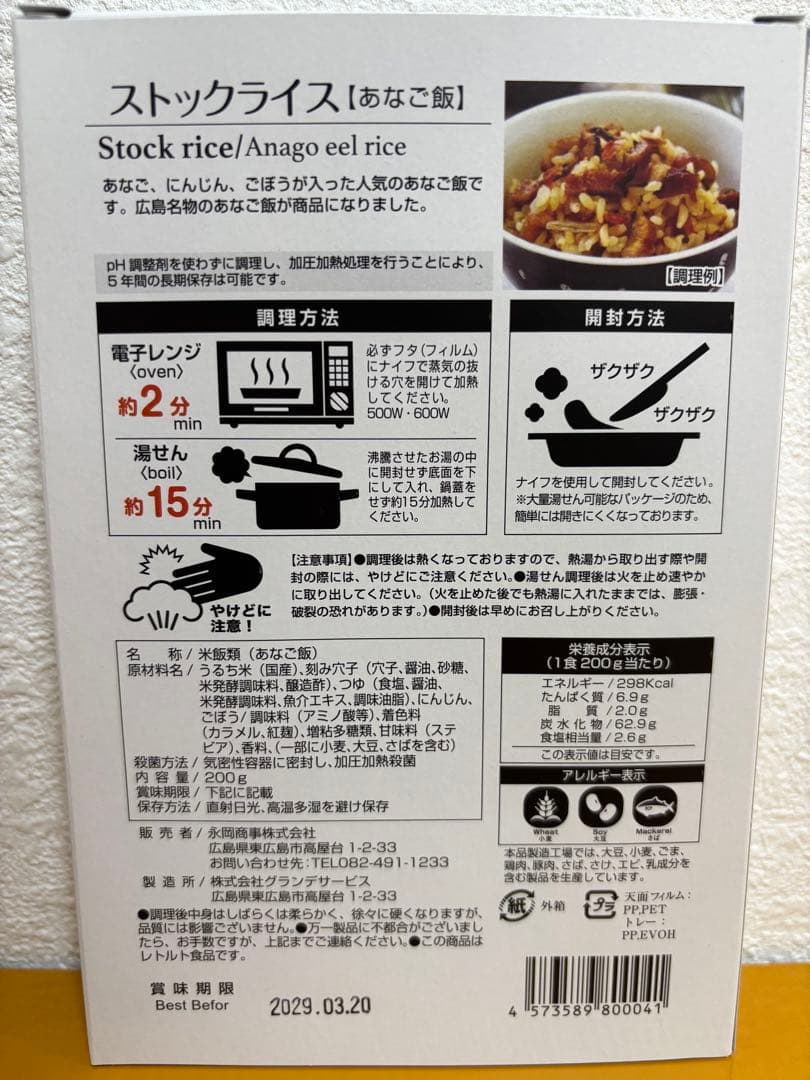 ストックライス【あなご飯】
Stock rice/Anago eel rice
あなご、にんじん、ごぼうが入った人気のあなご飯で
す。広島名物のあなご飯が商品になりました。
pH調整剤を使わずに調理し、加圧加熱処理を行うことにより、
5年間の長期保存は可能です。
【調理例】
調理方法
電子レンジ
〈oven〉
約2分
min
必ずフタ（フィルム）
にナイフで蒸気の抜
ける穴を開けて加熱
してください。
500W・600W
湯せん
〈boil〉
約15分
min
沸騰させたお湯の中
に開封せず底面を下
にして入れ、鍋蓋を
せず約15分加熱して
ください。
開封方法
ザクザク
ザクザク
ナイフを使用して開封してください。
※大量湯せん可能なパッケージのため、
簡単には開きにくくなっております。
やけどに
注意！
【注意事項】●調理後は熱くなっておりますので、熱湯から取り出す際や開
封の際には、やけどにご注意ください。●湯せん調理後は火を止め速やか
に取り出してください。（火を止めた後でも熱湯に入れたままでは、膨張・
破裂の恐れがあります。）●開封後は早めにお召し上がりください。
名称/米飯類（あなご飯）
原材料名/うるち米（国産）、刻み穴子（穴子、醤油、砂糖、
米発酵調味料、醸造酢）、つゆ（食塩、醤油、
米発酵調味料、魚介エキス、調味油脂）、にんじん、
ごぼう/調味料（アミノ酸等）、着色料
（カラメル、紅麹）、増粘多糖類、甘味料（ステ
ビア）、香料、（一部に小麦、大豆、さばを含む）
殺菌方法/気密性容器に密封し、加圧加熱殺菌
内容量/200g
賞味期限/下記に記載
保存方法/直射日光、高温多湿を避け保存
販売者/永岡商事株式会社
広島県東広島市高屋台1-2-33
お問い合わせ先：TEL082-491-1233
製造所/株式会社グランデサービス
広島県東広島市高屋台1-2-33
●調理後中身はしばらくは柔らかく、徐々に硬くなりますが、
品質には影響ございません。●万一製品に不都合がございまし
たら、お手数ですが、上記までご連絡ください。●この商品は
レトルト食品です。
栄養成分表示
（1食200g当たり）
エネルギー/298Kcal
たんぱく質/6.9g
脂質/2.0g
炭水化物/62.9g
食塩相当量/2.6g
この表示値は目安です。
アレルギー表示
Wheat
小麦
Soy
大豆
Mackerel
さば
本品製造工場では、大豆、小麦、ごま、
鶏肉、豚肉、さば、さけ、エビ、乳成分を
含む製品を生産しています。
紙 外箱
プラ
天面フィルム：
PP,PET
トレー：
PP,EVOH
賞味期限
Best Befor
2029.03.20
4 573589 800041